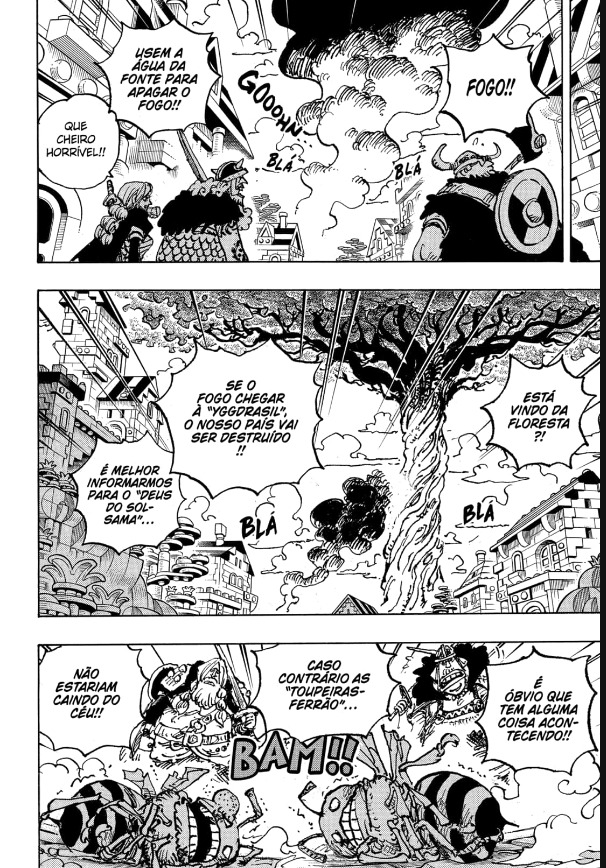 FOGO!!
USEM A
ÁGUA DA
FONTE PARA
APAGAR O
FOGO!!
GOOOHN
BLÁ
BLÁ
QUE
CHEIRO
HORRÍVEL!!
ESTÁ
VINDO DA
FLORESTA
?!
SE O
FOGO CHEGAR
À "YGGDRASIL",
O NOSSO PAÍS VAI
SER DESTRUÍDO
!!
É MELHOR
INFORMARMOS
PARA O "DEUS
DO SOL-
SAMA"...
BLÁ
BLÁ
É
ÓBVIO QUE
TEM ALGUMA
COISA ACON-
TECENDO!!
CASO
CONTRÁRIO AS
"TOUPEIRAS-
FERRÃO"...
NÃO
ESTARIAM
CAINDO DO
CÉU!!
BAM!!